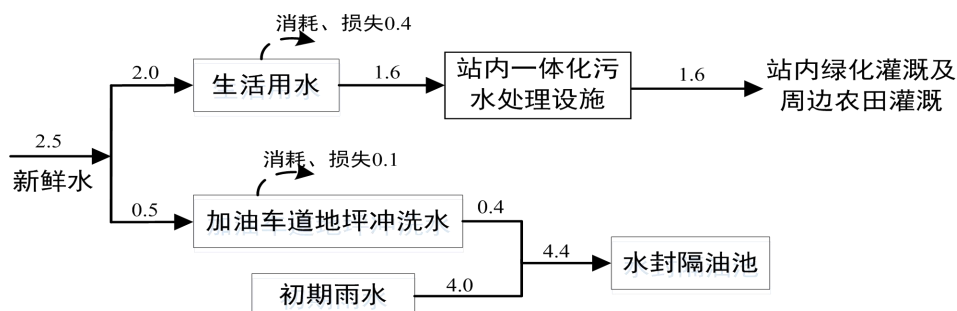 消耗、损失0.4
2.0
生活用水
1.6
站内一体化污
水处理设施
1.6
站内绿化灌溉及
周边农田灌溉
2.5
新鲜水
消耗、损失0.1
0.5
加油车道地坪冲洗水
0.4
4.4
水封隔油池
初期雨水
4.0